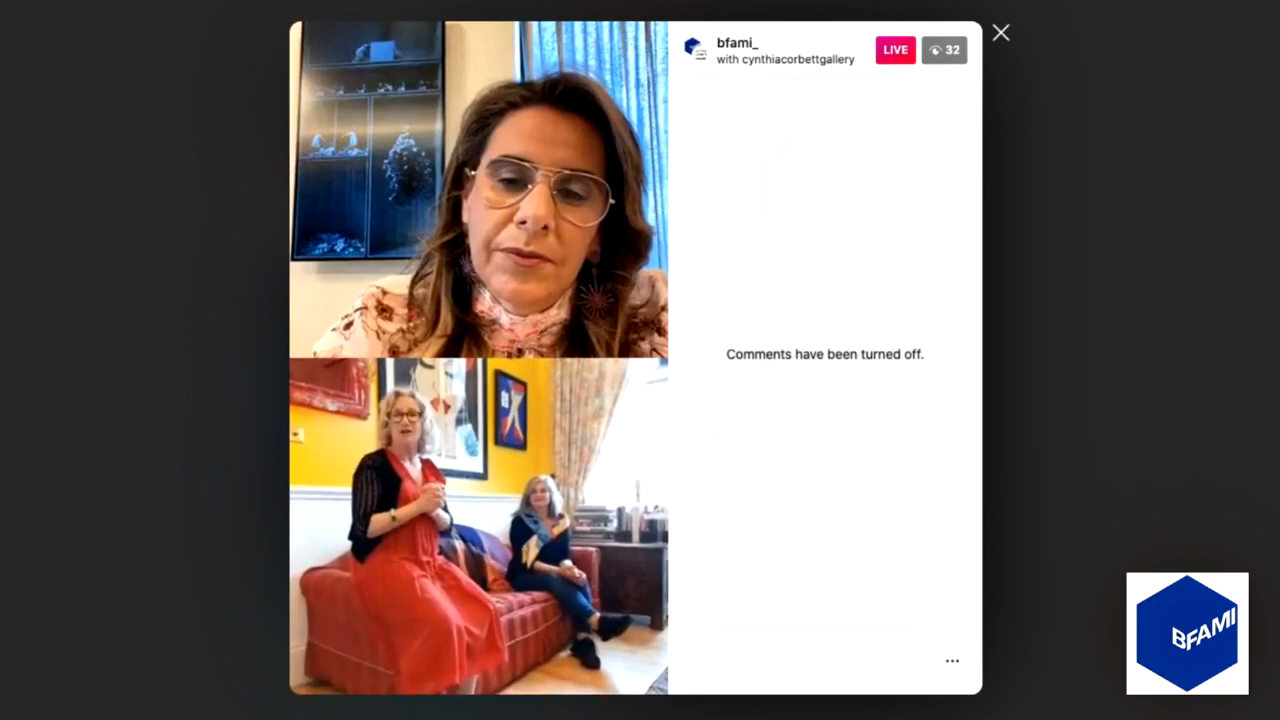 bfami_
with cynthiacorbettgallery
LIVE
32
Comments have been turned off.
BFAMI